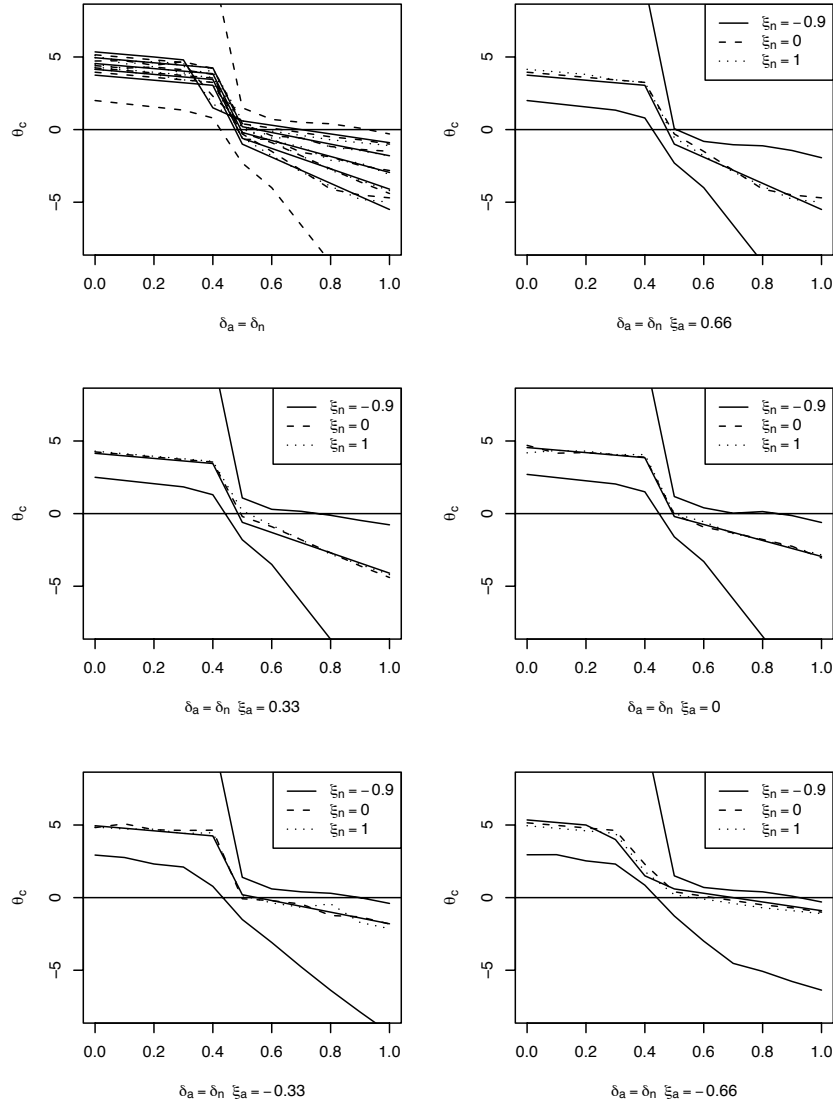 θc
5
0
−5
0.0 0.2 0.4 0.6 0.8 1.0
δa = δn
θc
5
0
−5
0.0 0.2 0.4 0.6 0.8 1.0
δa = δn ξa = 0.66
ξn = −0.9
ξn = 0
ξn = 1
θc
5
0
−5
0.0 0.2 0.4 0.6 0.8 1.0
δa = δn ξa = 0.33
ξn = −0.9
ξn = 0
ξn = 1
θc
5
0
−5
0.0 0.2 0.4 0.6 0.8 1.0
δa = δn ξa = 0
ξn = −0.9
ξn = 0
ξn = 1
θc
5
0
−5
0.0 0.2 0.4 0.6 0.8 1.0
δa = δn ξa = −0.33
ξn = −0.9
ξn = 0
ξn = 1
θc
5
0
−5
0.0 0.2 0.4 0.6 0.8 1.0
δa = δn ξa = −0.66
ξn = −0.9
ξn = 0
ξn = 1